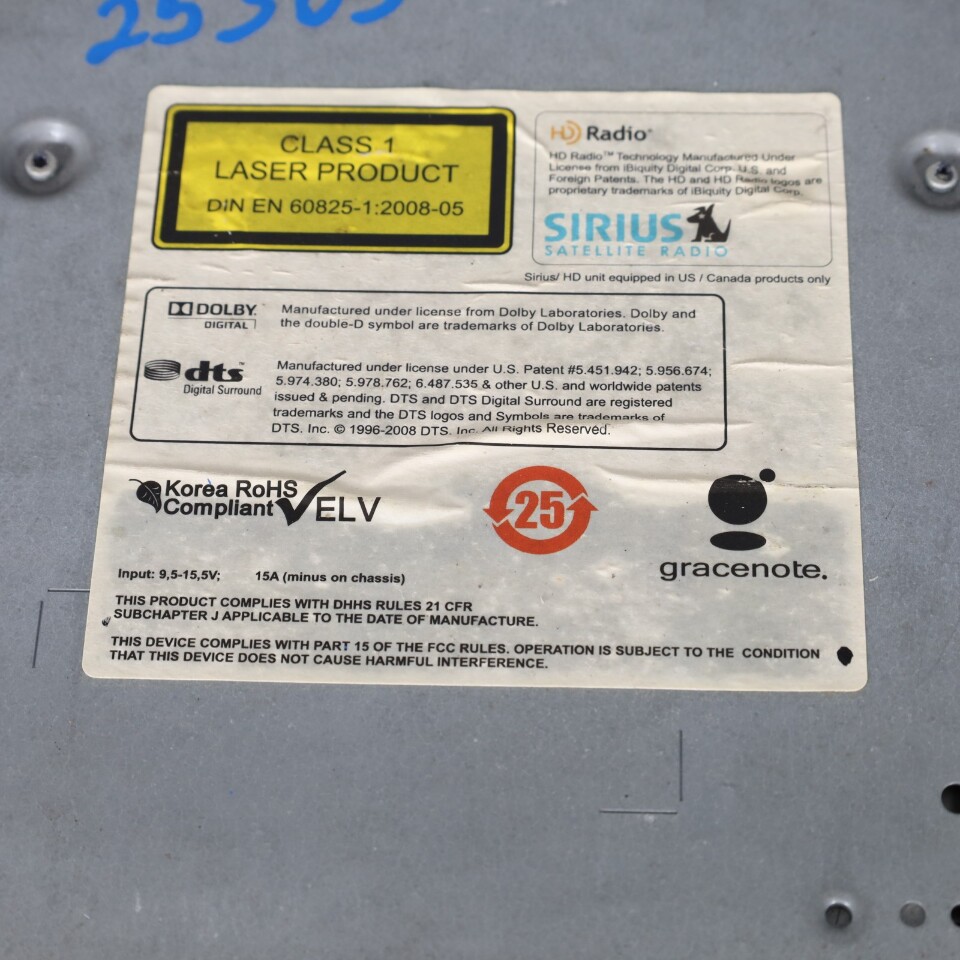 CLASS 1
LASER PRODUCT
DIN EN 60825-1:2008-05
HD Radio
HD Radio™ Technology Manufactured Under
License from iBiquity Digital Corp. U.S. and
Foreign Patents. The HD and HD Radio logos are
proprietary trademarks of iBiquity Digital Corp.
SIRIUS
SATELLITE RADIO
Sirius/ HD unit equipped in US / Canada products only
DOLBY.
DIGITAL
Manufactured under license from Dolby Laboratories. Dolby and
the double-D symbol are trademarks of Dolby Laboratories.
dts™
Digital Surround
Manufactured under license under U.S. Patent #5.451.942; 5.956.674;
5.974.380; 5.978.762; 6.487.535 & other U.S. and worldwide patents
issued & pending. DTS and DTS Digital Surround are registered
trademarks and the DTS logos and Symbols are trademarks of
DTS. Inc. © 1996-2008 DTS. Inc. All Rights Reserved.
Korea RoHS
Compliant
ELV
25
gracenote.
Input: 9,5-15,5V; 15A (minus on chassis)
THIS PRODUCT COMPLIES WITH DHHS RULES 21 CFR
SUBCHAPTER J APPLICABLE TO THE DATE OF MANUFACTURE.
THIS DEVICE COMPLIES WITH PART 15 OF THE FCC RULES. OPERATION IS SUBJECT TO THE CONDITION
THAT THIS DEVICE DOES NOT CAUSE HARMFUL INTERFERENCE.